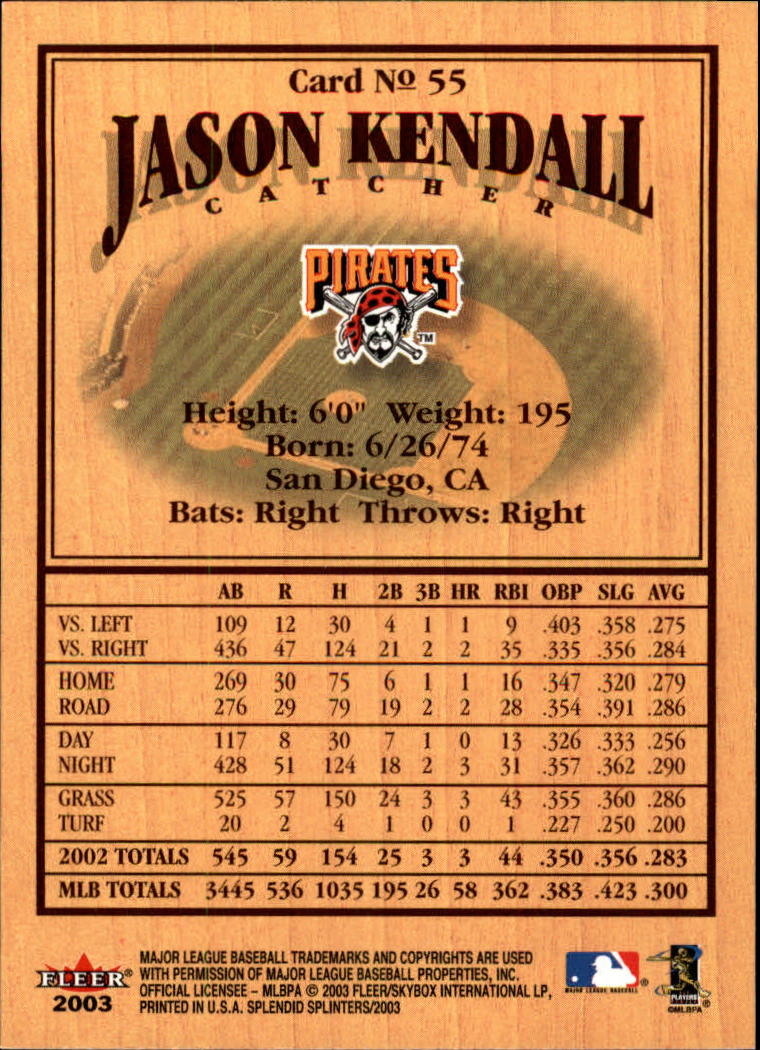 Card Nº 55
JASON KENDALL
CATCHER
PIRATES
TM
Height: 6'0" Weight: 195
Born: 6/26/74
San Diego, CA
Bats: Right Throws: Right
AB R H 2B 3B HR RBI OBP SLG AVG
VS. LEFT 109 12 30 4 1 1 9 .403 .358 .275
VS. RIGHT 436 47 124 21 2 2 35 .335 .356 .284
HOME 269 30 75 6 1 1 16 .347 .320 .279
ROAD 276 29 79 19 2 2 28 .354 .391 .286
DAY 117 8 30 7 1 0 13 .326 .333 .256
NIGHT 428 51 124 18 2 3 31 .357 .362 .290
GRASS 525 57 150 24 3 3 43 .355 .360 .286
TURF 20 2 4 1 0 0 1 .227 .250 .200
2002 TOTALS 545 59 154 25 3 3 44 .350 .356 .283
MLB TOTALS 3445 536 1035 195 26 58 362 .383 .423 .300
FLEER®
2003
MAJOR LEAGUE BASEBALL TRADEMARKS AND COPYRIGHTS ARE USED
WITH PERMISSION OF MAJOR LEAGUE BASEBALL PROPERTIES, INC.
OFFICIAL LICENSEE – MLBPA © 2003 FLEER/SKYBOX INTERNATIONAL LP,
PRINTED IN U.S.A. SPLENDID SPLINTERS/2003
MAJOR LEAGUE BASEBALL
®
PLAYERS
®
©MLBPA